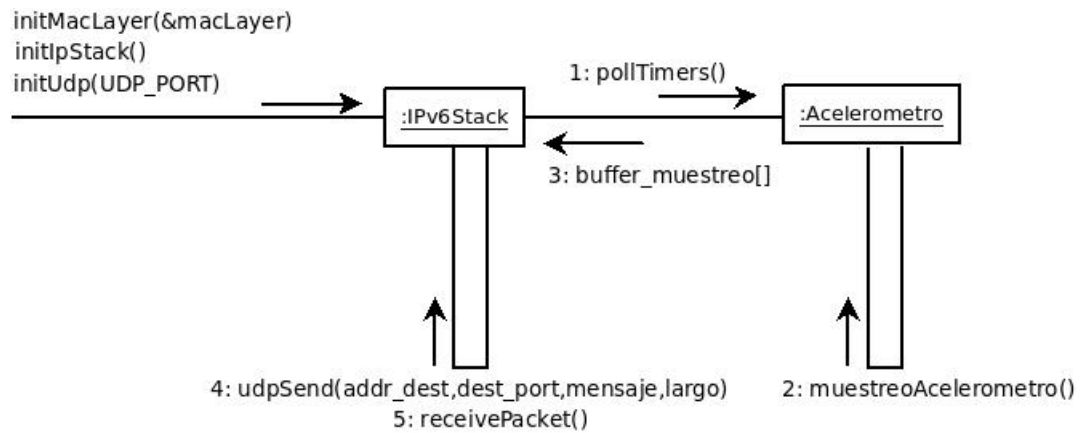 initMacLayer(&macLayer)
initIpStack()
initUdp(UDP_PORT)
1: pollTimers()
:IPv6Stack
:Acelerometro
3: buffer_muestreo[]
4: udpSend(addr_dest,dest_port,mensaje,largo)
2: muestreoAcelerometro()
5: receivePacket()